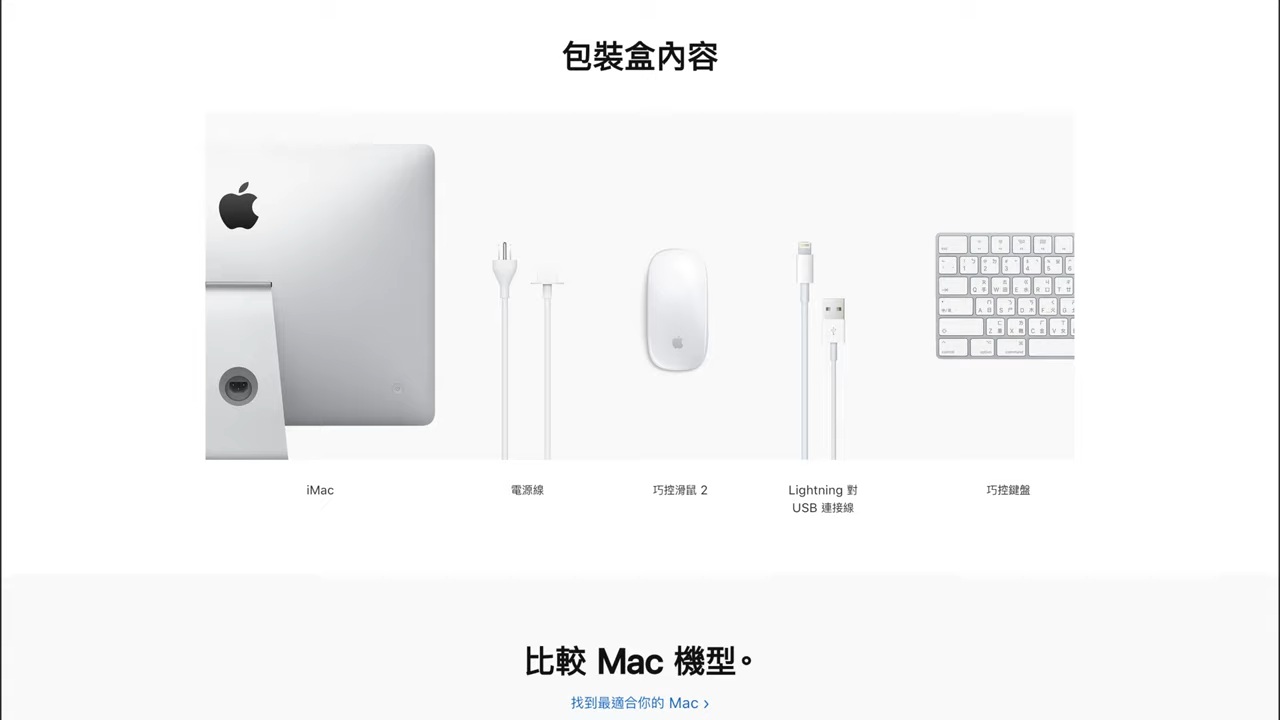 包裝盒內容
iMac
電源線
巧控滑鼠 2
Lightning 對
USB 連接線
巧控鍵盤
比較 Mac 機型。
找到最適合你的 Mac ›